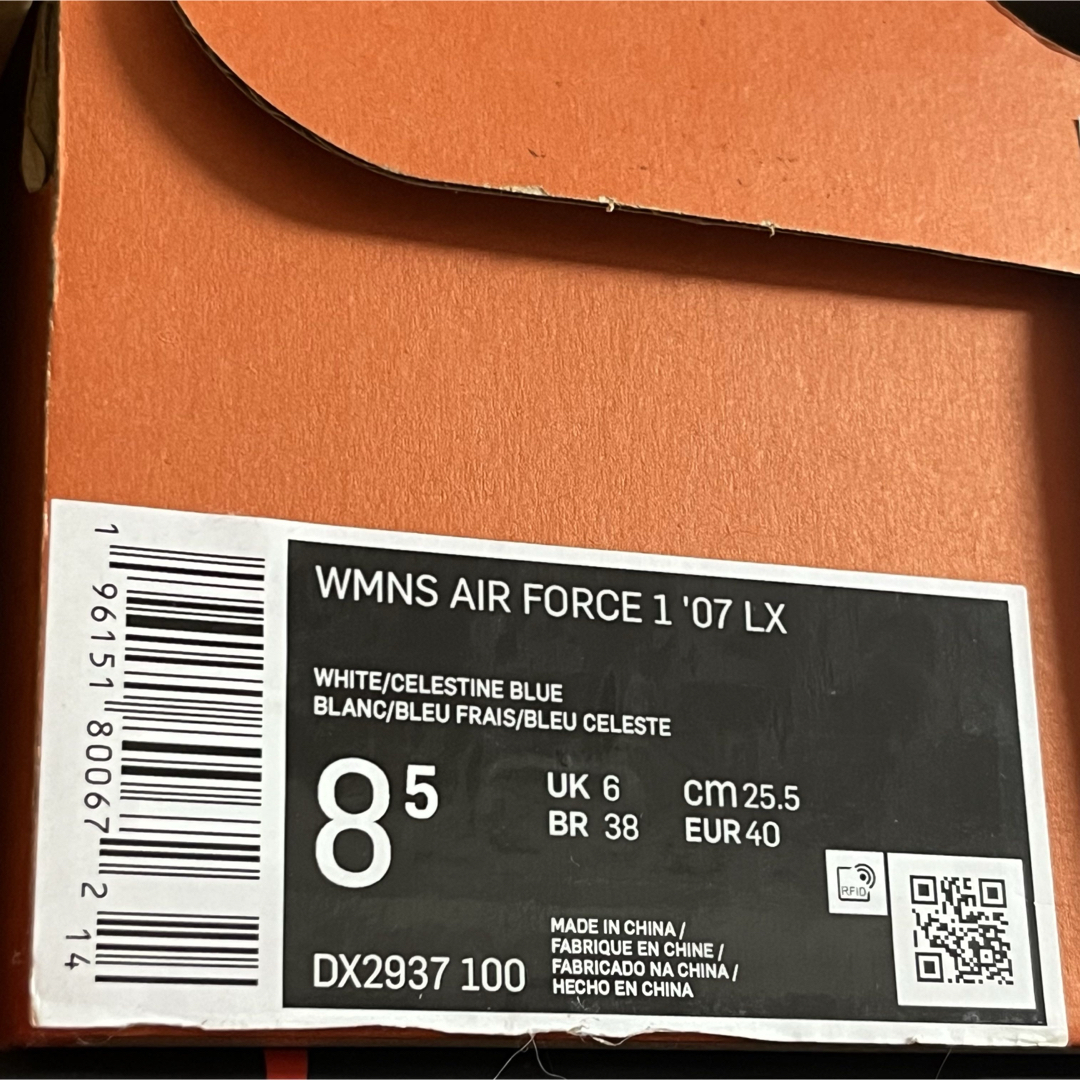 WMNS AIR FORCE 1 '07 LX
WHITE/CELESTINE BLUE
BLANC/BLEU FRAIS/BLEU CELESTE
8 5
UK 6 cm 25.5
BR 38 EUR 40
RFID
DX2937 100
MADE IN CHINA /
FABRIQUE EN CHINE /
FABRICADO NA CHINA /
HECHO EN CHINA
1 96151 80067 2 14